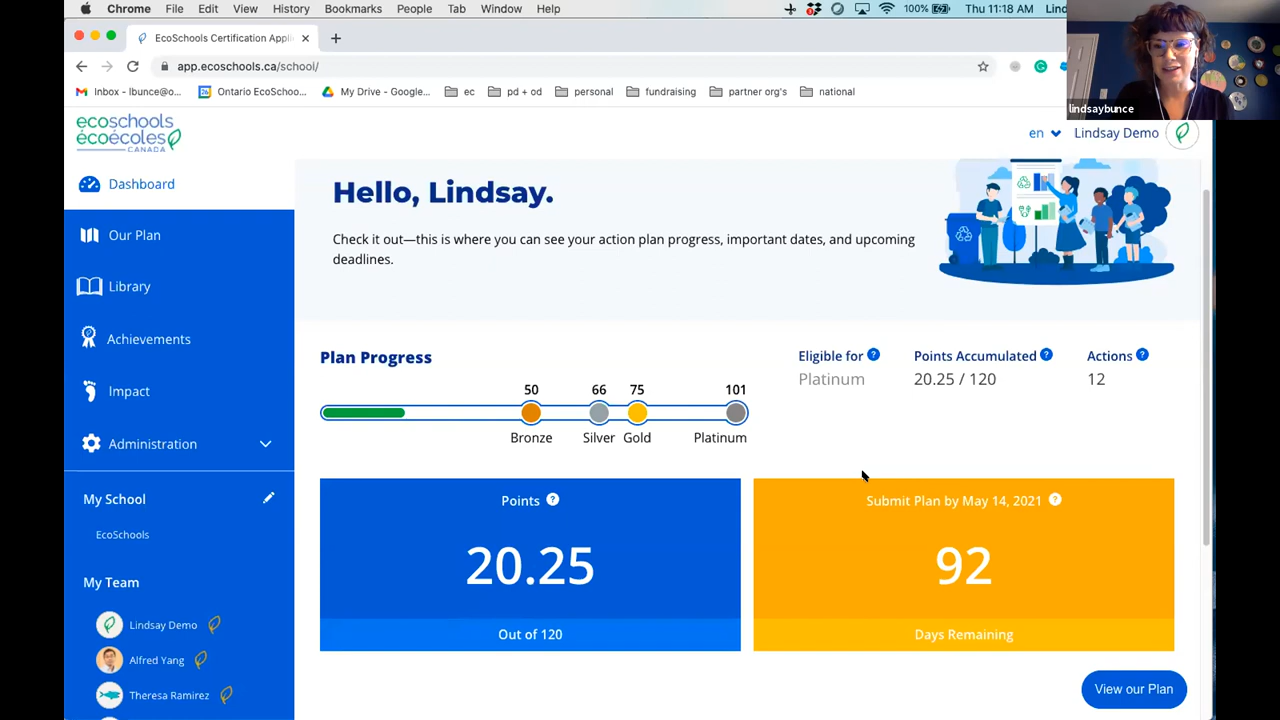 Chrome File Edit View History Bookmarks People Tab Window Help 100% Thu 11:18 AM Lind
EcoSchools Certification Appli
app.ecoschools.ca/school/
Inbox - lbunce@o... Ontario EcoSchoo... My Drive - Google... ec pd + od personal fundraising partner org's national
lindsaybunce
ecoschools
écoécoles
CANADA
en Lindsay Demo
Dashboard
Our Plan
Library
Achievements
Impact
Administration
My School
EcoSchools
My Team
Lindsay Demo
Alfred Yang
Theresa Ramirez
Hello, Lindsay.
Check it out—this is where you can see your action plan progress, important dates, and upcoming
deadlines.
Plan Progress
50 66 75 101
Bronze Silver Gold Platinum
Eligible for ? Points Accumulated ? Actions ?
Platinum 20.25 / 120 12
Points ?
20.25
Out of 120
Submit Plan by May 14, 2021 ?
92
Days Remaining
View our Plan